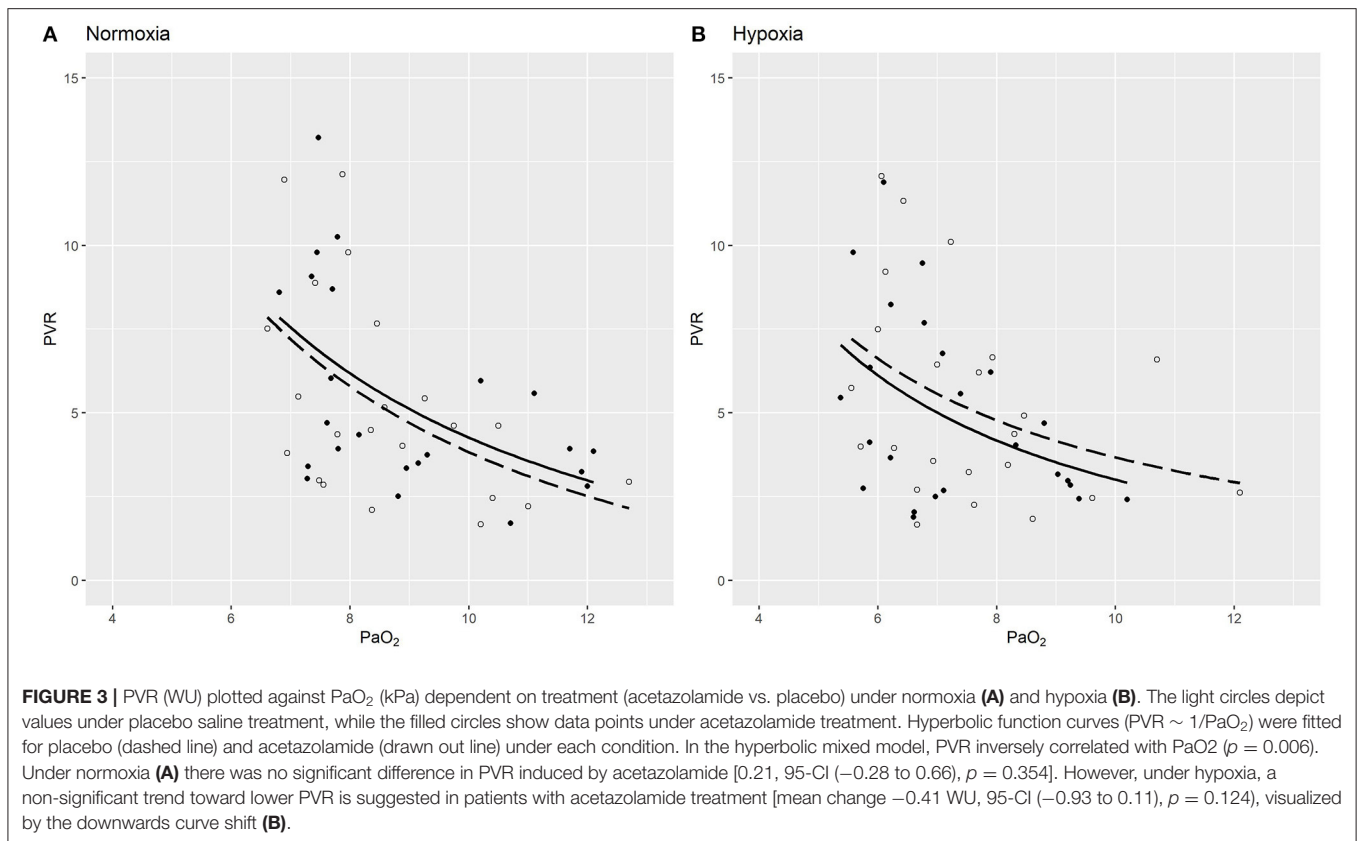 A Normoxia
15
10
5
0
PVR
4 6 8 10 12
PaO₂
B Hypoxia
15
10
5
0
PVR
4 6 8 10 12
PaO₂
FIGURE 3 | PVR (WU) plotted against PaO₂ (kPa) dependent on treatment (acetazolamide vs. placebo) under normoxia (A) and hypoxia (B). The light circles depict
values under placebo saline treatment, while the filled circles show data points under acetazolamide treatment. Hyperbolic function curves (PVR ~ 1/PaO₂) were fitted
for placebo (dashed line) and acetazolamide (drawn out line) under each condition. In the hyperbolic mixed model, PVR inversely correlated with PaO2 (p = 0.006).
Under normoxia (A) there was no significant difference in PVR induced by acetazolamide [0.21, 95-CI (−0.28 to 0.66), p = 0.354]. However, under hypoxia, a
non-significant trend toward lower PVR is suggested in patients with acetazolamide treatment [mean change −0.41 WU, 95-CI (−0.93 to 0.11), p = 0.124), visualized
by the downwards curve shift (B).